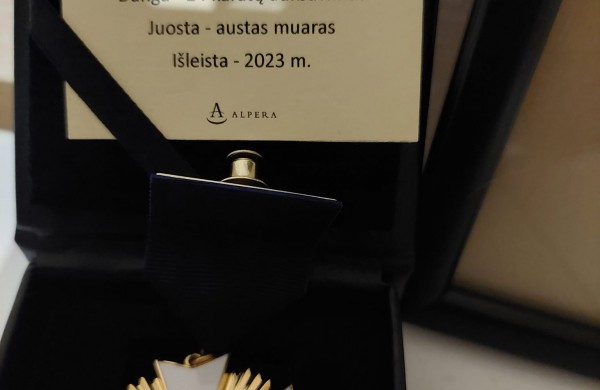 Juosta - austas muaras
Išleista - 2023 m.
A ALPERA